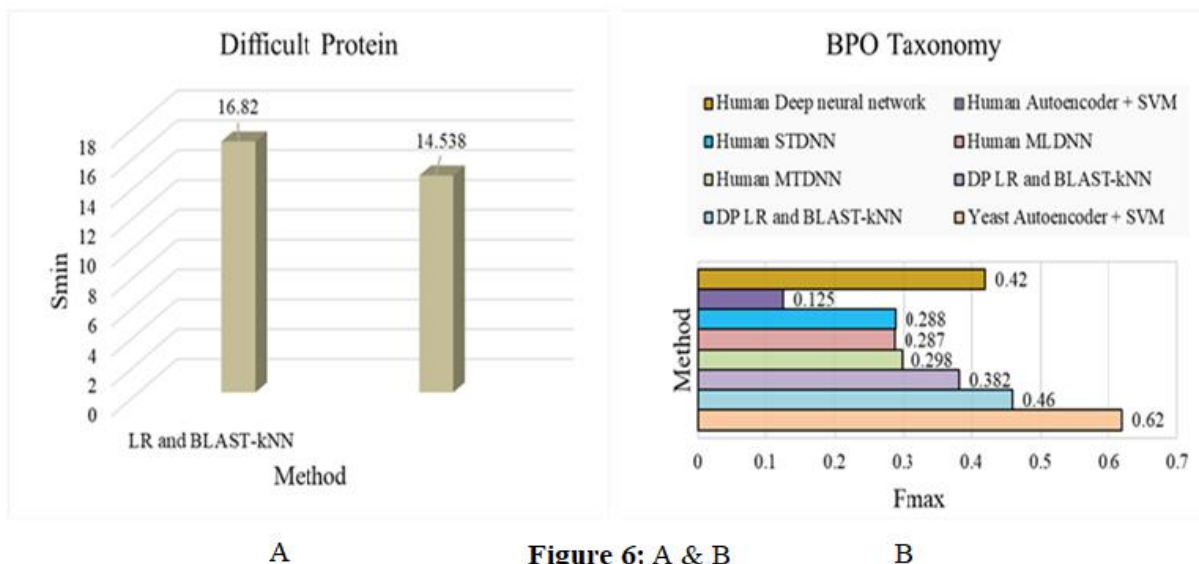 Difficult Protein
16.82
14.538
18
16
14
12
10
8
6
4
2
0
Smin
LR and BLAST-kNN
Method
BPO Taxonomy
Human Deep neural network
Human Autoencoder + SVM
Human STDNN
Human MLDNN
Human MTDNN
DP LR and BLAST-kNN
DP LR and BLAST-kNN
Yeast Autoencoder + SVM
Method
0.42
0.125
0.288
0.287
0.298
0.382
0.46
0.62
0 0.1 0.2 0.3 0.4 0.5 0.6 0.7
Fmax
A Figure 6: A & B B